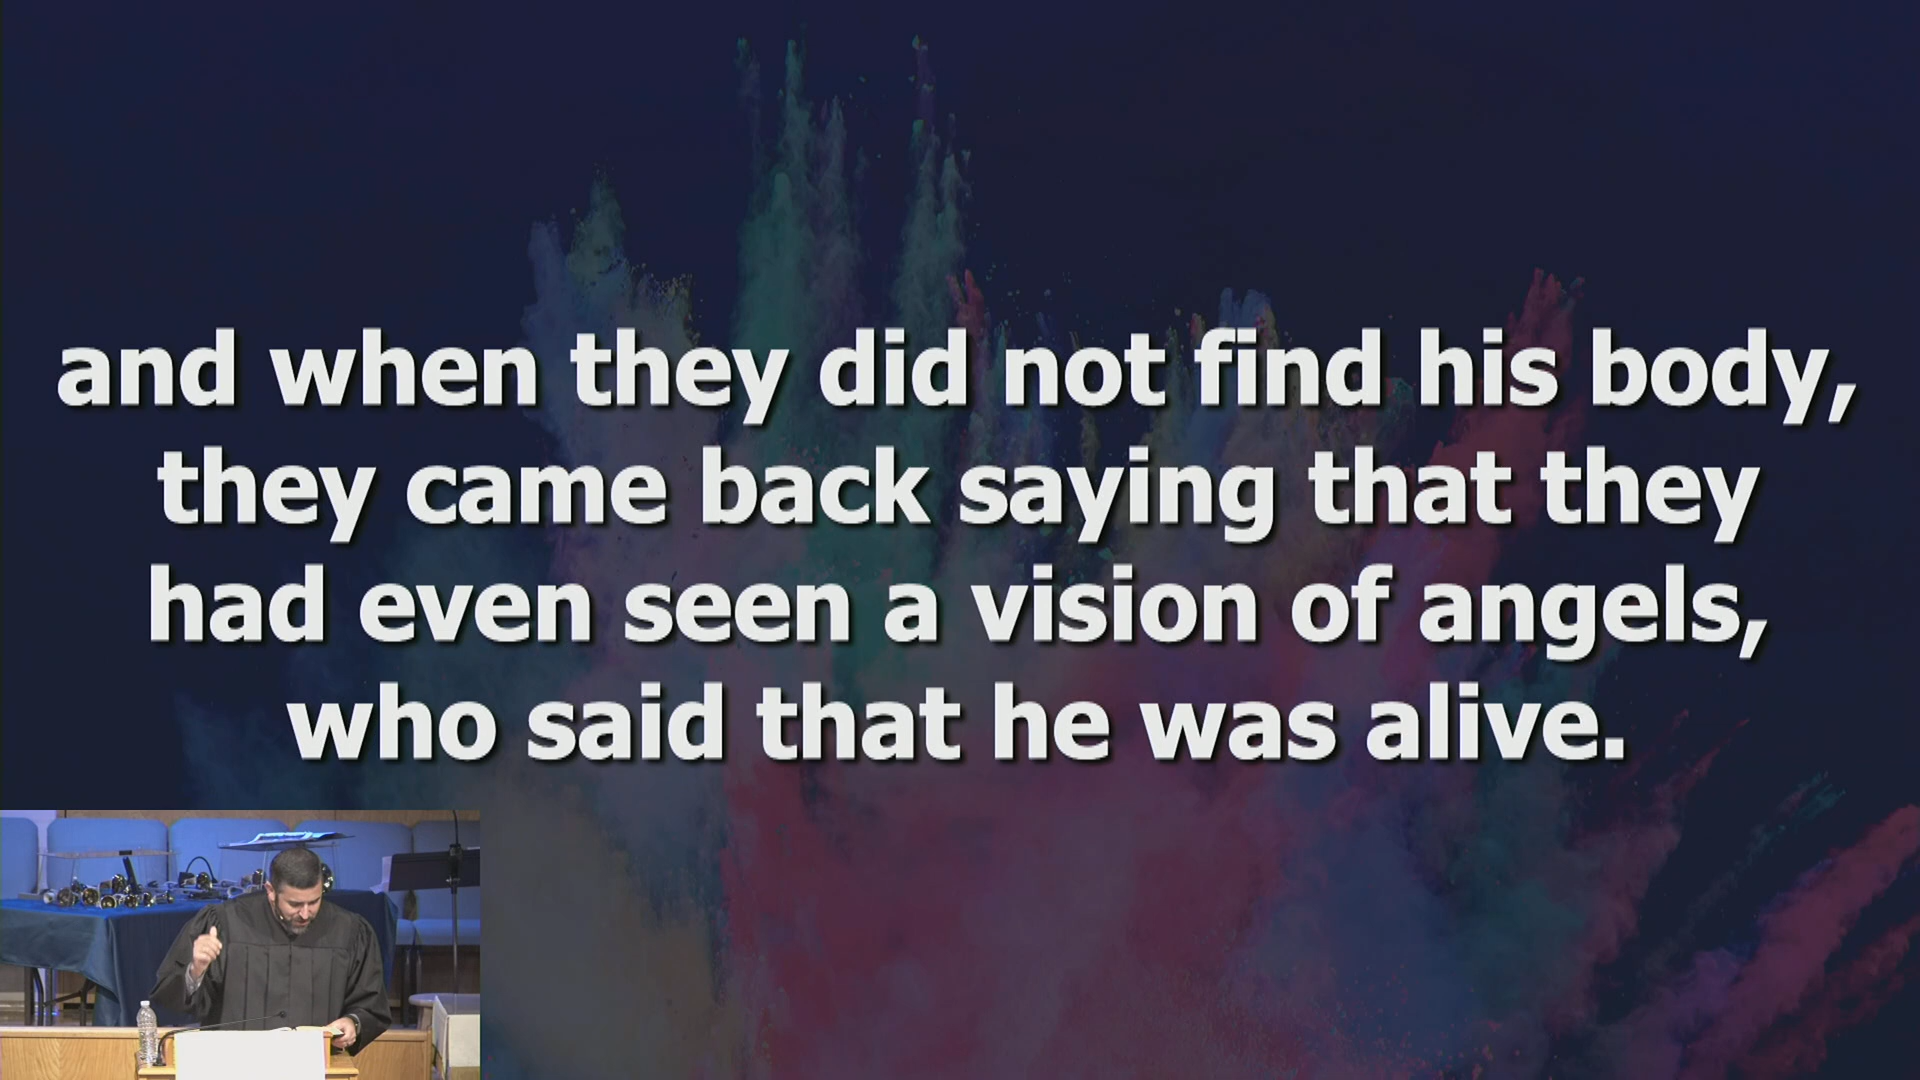 and when they did not find his body,
they came back saying that they
had even seen a vision of angels,
who said that he was alive.